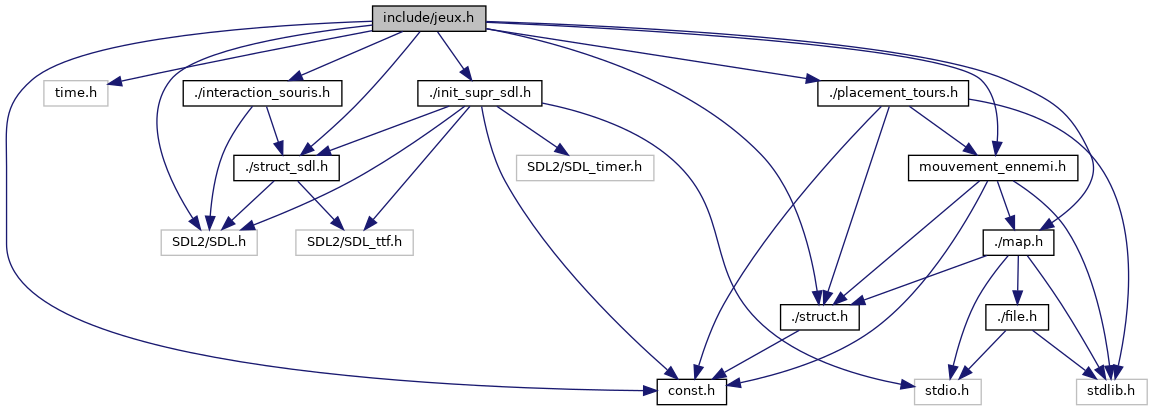 include/jeux.h
time.h
./interaction_souris.h
./init_supr_sdl.h
./placement_tours.h
./struct_sdl.h
SDL2/SDL_timer.h
mouvement_ennemi.h
SDL2/SDL.h
SDL2/SDL_ttf.h
./map.h
./struct.h
./file.h
const.h
stdio.h
stdlib.h